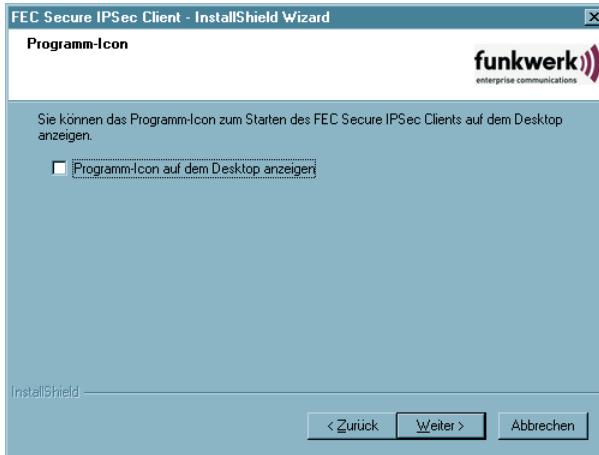 FEC Secure IPSec Client - InstallShield Wizard
Programm-Icon
funkwerk
enterprise communications
Sie können das Programm-Icon zum Starten des FEC Secure IPSec Clients auf dem Desktop
anzeigen.
Programm-Icon auf dem Desktop anzeigen
InstallShield
< Zurück
Weiter >
Abbrechen